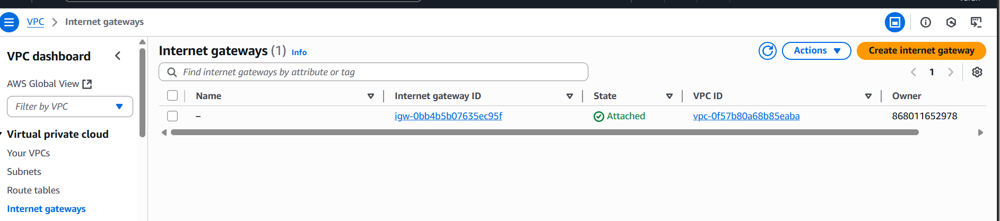 VPC > Internet gateways
VPC dashboard
AWS Global View
Filter by VPC
Virtual private cloud
Your VPCs
Subnets
Route tables
Internet gateways
Internet gateways (1) Info
Actions
Create internet gateway
Find internet gateways by attribute or tag
1
Name Internet gateway ID State VPC ID Owner
– igw-0bb4b5b07635ec95f Attached vpc-0f57b80a68b85eaba 868011652978